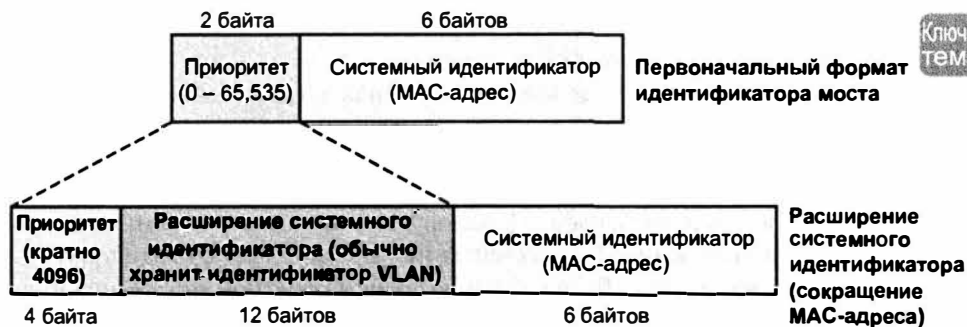 2 байта
6 байтов
Ключ
тем
Приоритет
(0 – 65,535)
Системный идентификатор
(MAC-адрес)
Первоначальный формат
идентификатора моста
Приоритет
(кратно
4096)
Расширение системного
идентификатора (обычно
хранит идентификатор VLAN)
Системный идентификатор
(MAC-адрес)
Расширение
системного
идентификатора
(сокращение
MAC-адреса)
4 байта
12 байтов
6 байтов